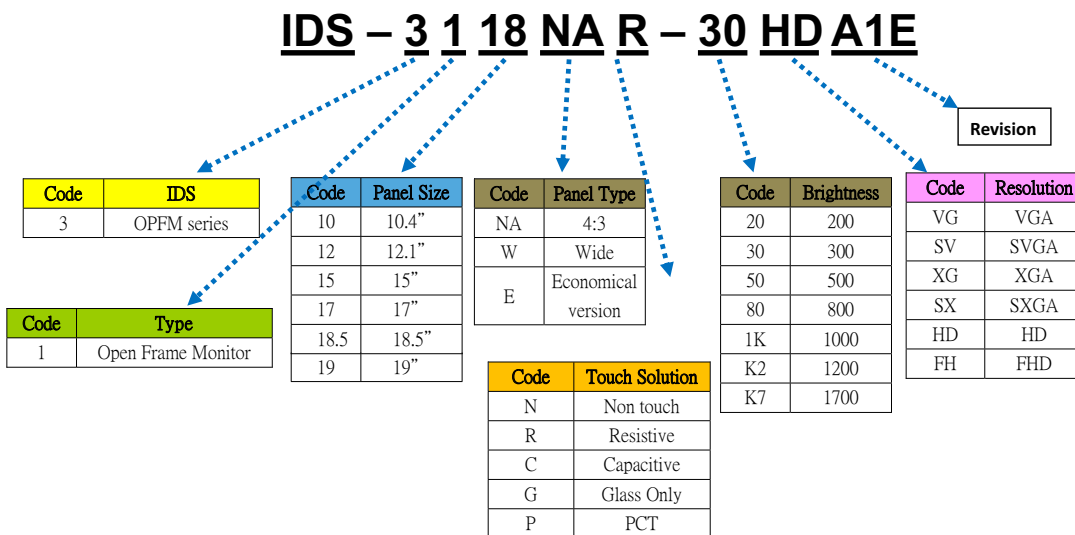 IDS – 3 1 18 NA R – 30 HD A1E
Revision
Code IDS
3 OPFM series
Code Type
1 Open Frame Monitor
Code Panel Size
10 10.4”
12 12.1”
15 15”
17 17”
18.5 18.5”
19 19”
Code Panel Type
NA 4:3
W Wide
E Economical
version
Code Touch Solution
N Non touch
R Resistive
C Capacitive
G Glass Only
P PCT
Code Brightness
20 200
30 300
50 500
80 800
1K 1000
K2 1200
K7 1700
Code Resolution
VG VGA
SV SVGA
XG XGA
SX SXGA
HD HD
FH FHD